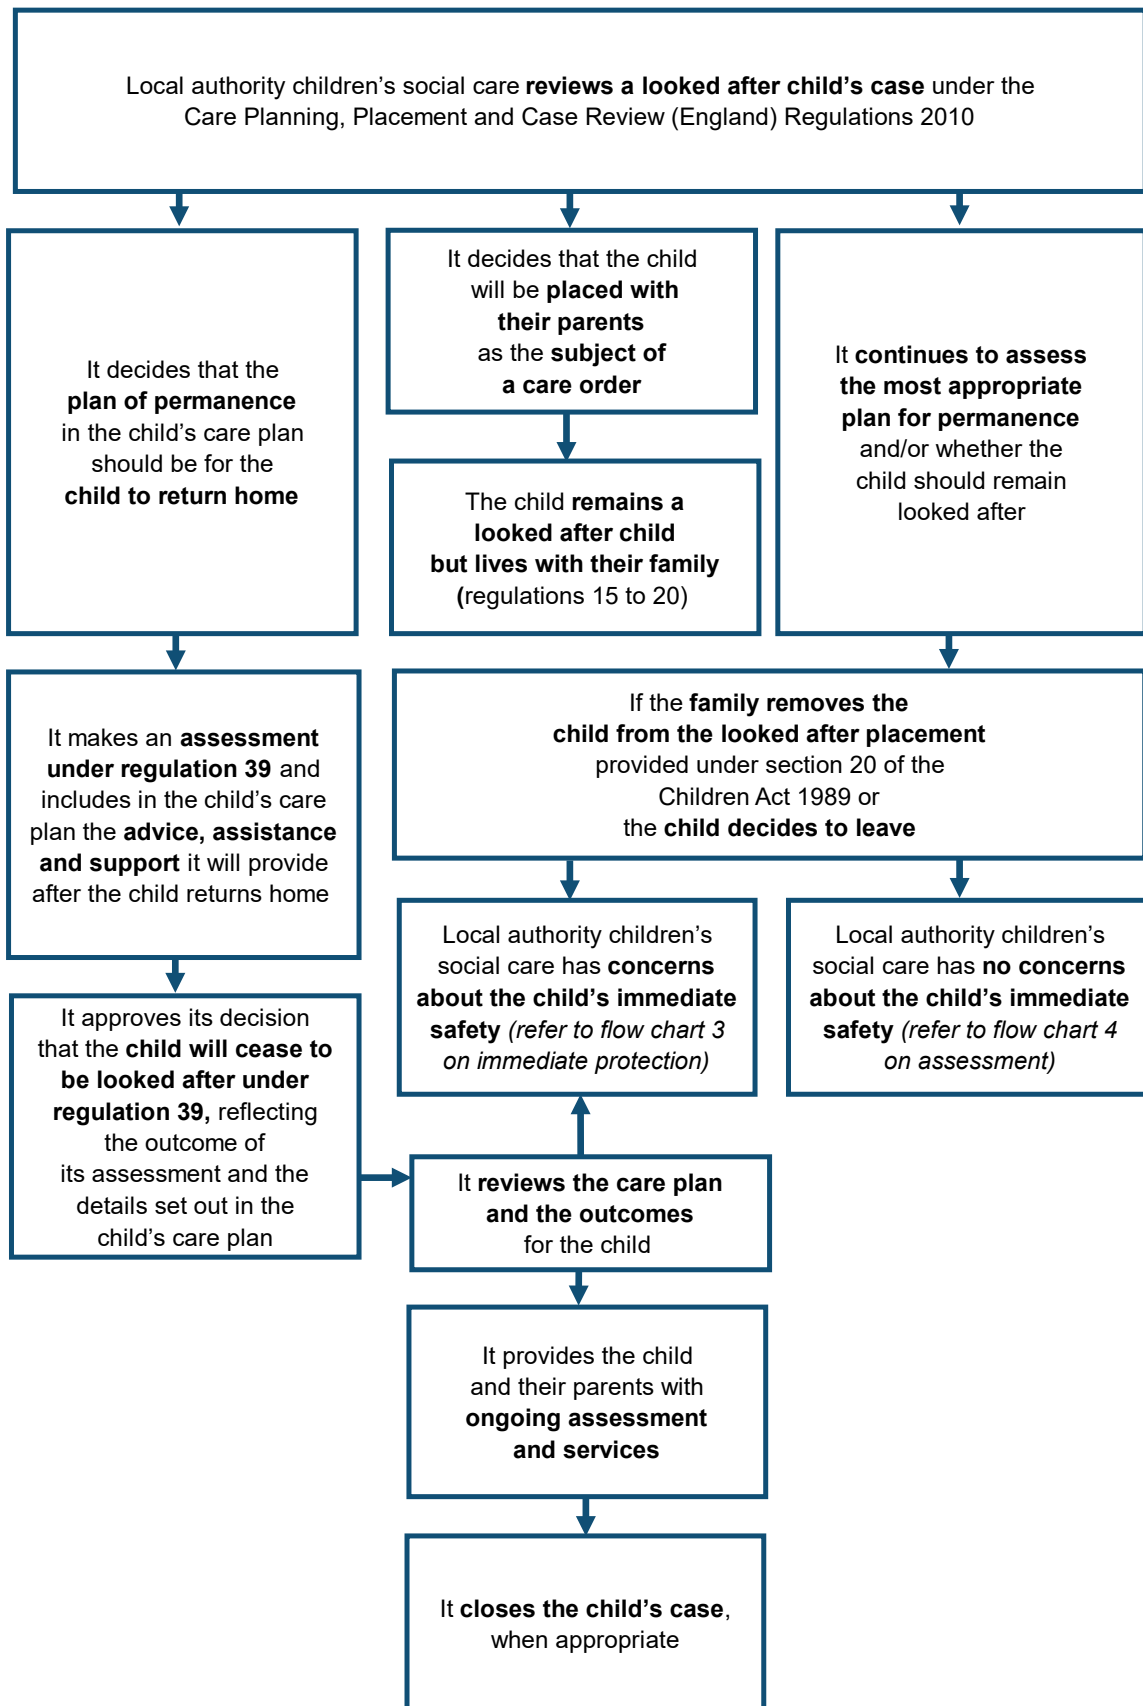 Local authority children’s social care reviews a looked after child’s case under the
Care Planning, Placement and Case Review (England) Regulations 2010
It decides that the
plan of permanence
in the child’s care plan
should be for the
child to return home
It decides that the child
will be placed with
their parents
as the subject of
a care order
The child remains a
looked after child
but lives with their family
(regulations 15 to 20)
It continues to assess
the most appropriate
plan for permanence
and/or whether the
child should remain
looked after
It makes an assessment
under regulation 39 and
includes in the child’s care
plan the advice, assistance
and support it will provide
after the child returns home
If the family removes the
child from the looked after placement
provided under section 20 of the
Children Act 1989 or
the child decides to leave
Local authority children’s
social care has concerns
about the child’s immediate
safety (refer to flow chart 3
on immediate protection)
Local authority children’s
social care has no concerns
about the child’s immediate
safety (refer to flow chart 4
on assessment)
It approves its decision
that the child will cease to
be looked after under
regulation 39, reflecting
the outcome of
its assessment and the
details set out in the
child’s care plan
It reviews the care plan
and the outcomes
for the child
It provides the child
and their parents with
ongoing assessment
and services
It closes the child’s case,
when appropriate